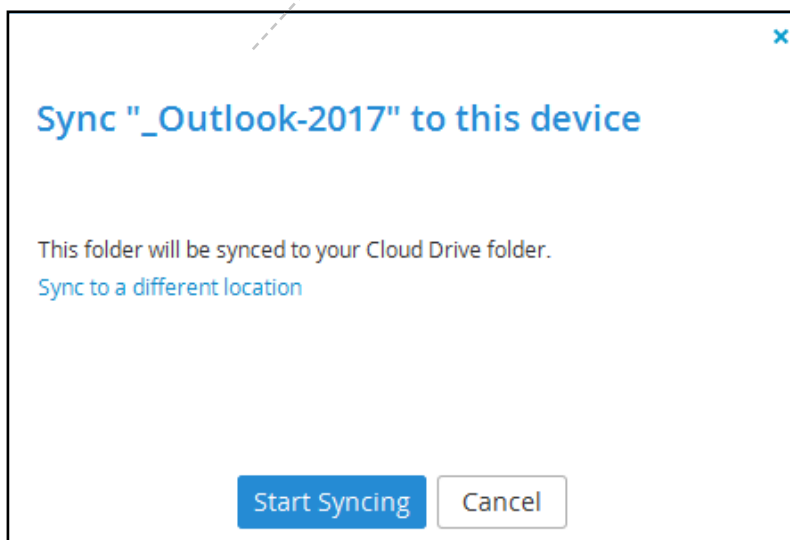 Sync "_Outlook-2017" to this device
This folder will be synced to your Cloud Drive folder.
Sync to a different location
Start Syncing
Cancel